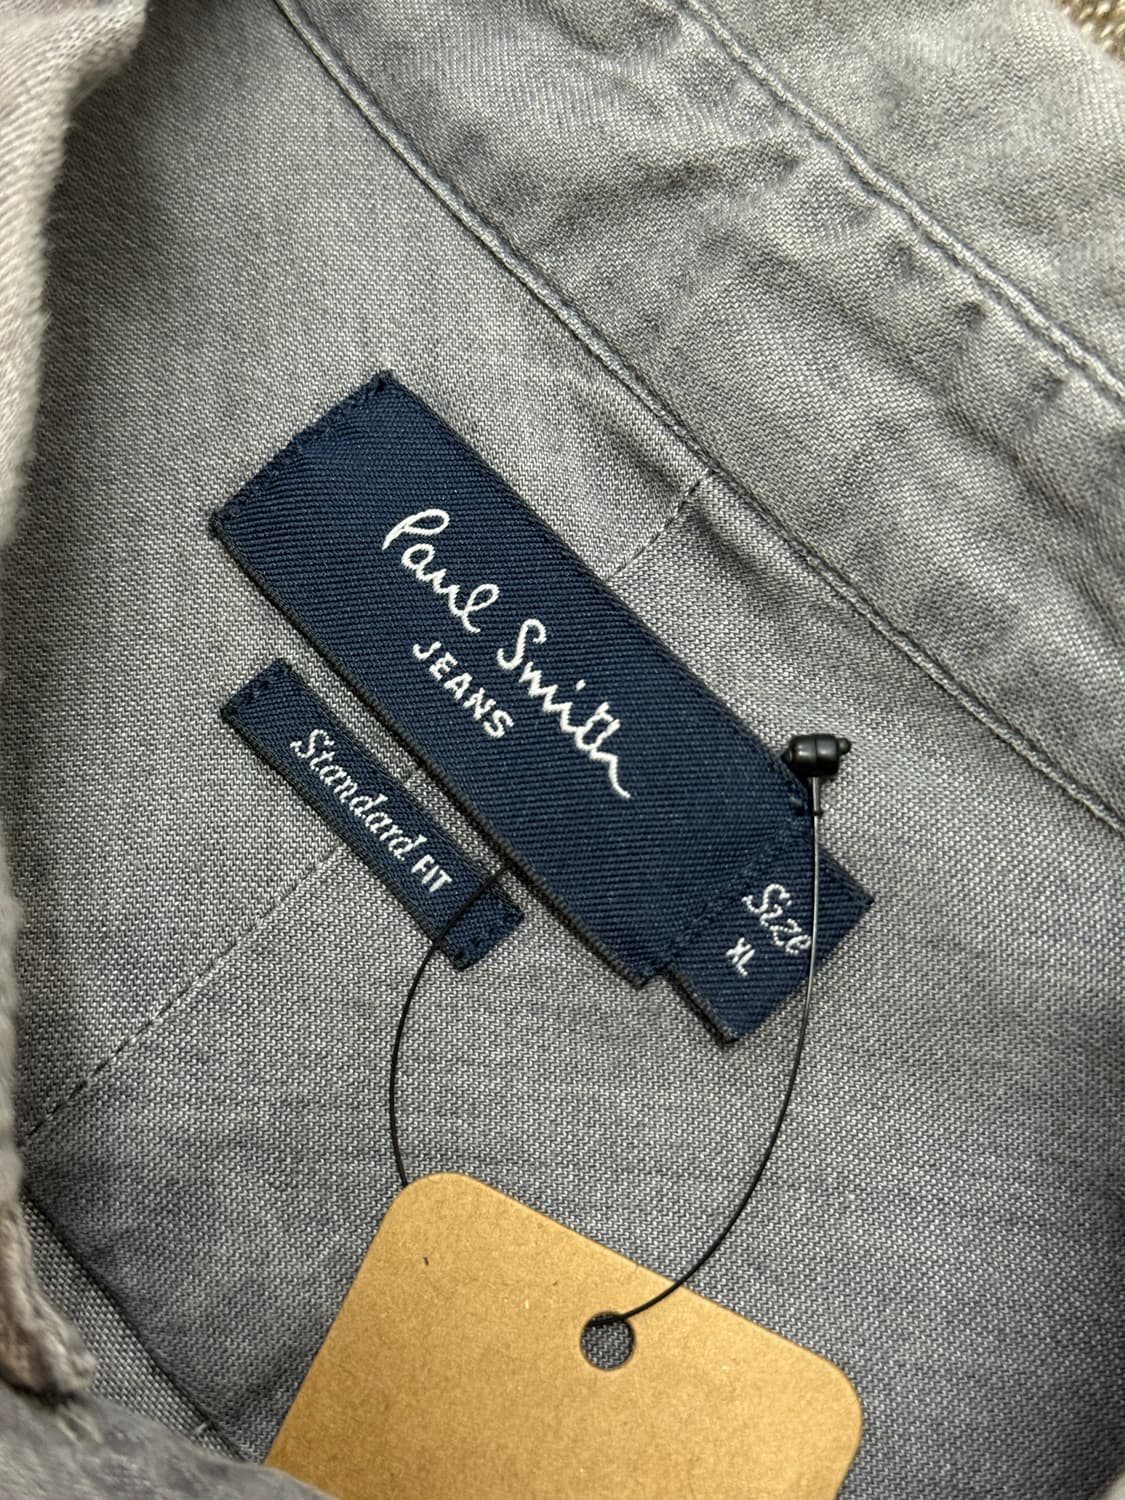 Paul Smith
JEANS
Standard FIT
Size
XL